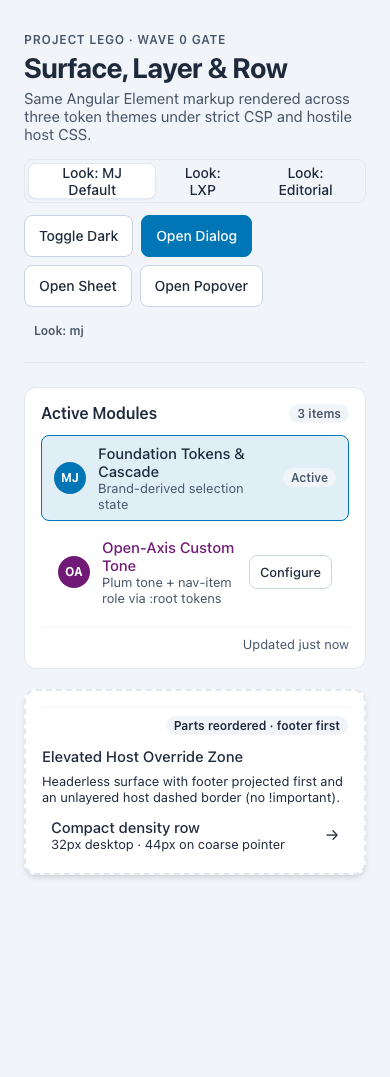 PROJECT LEGO · WAVE 0 GATE
Surface, Layer & Row
Same Angular Element markup rendered across
three token themes under strict CSP and hostile
host CSS.
Look: MJ
Default
Look:
LXP
Look:
Editorial
Toggle Dark
Open Dialog
Open Sheet
Open Popover
Look: mj
Active Modules
3 items
MJ
Foundation Tokens &
Cascade
Brand-derived selection
state
Active
OA
Open-Axis Custom
Tone
Plum tone + nav-item
role via :root tokens
Configure
Updated just now
Parts reordered · footer first
Elevated Host Override Zone
Headerless surface with footer projected first and
an unlayered host dashed border (no !important).
Compact density row
32px desktop · 44px on coarse pointer
→